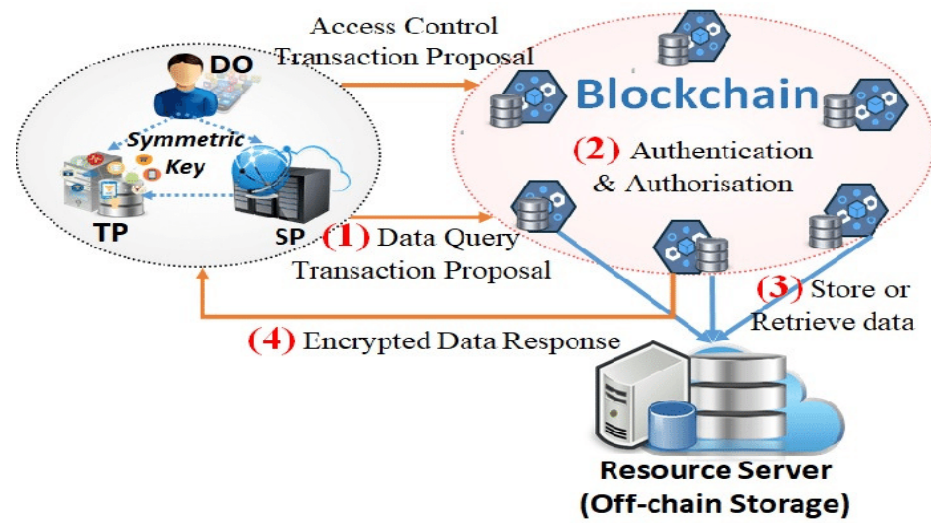 Access Control
Transaction Proposal
DO
Symmetric
Key
TP
SP
Blockchain
(2) Authentication
& Authorisation
(1) Data Query
Transaction Proposal
(3) Store or
Retrieve data
(4) Encrypted Data Response
Resource Server
(Off-chain Storage)